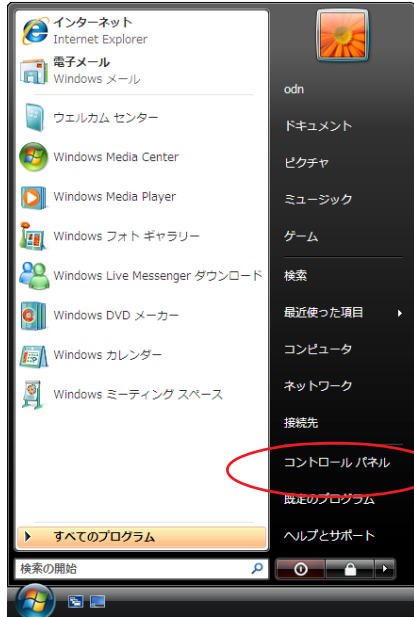 インターネット
Internet Explorer
電子メール
Windows メール
ウェルカム センター
Windows Media Center
Windows Media Player
Windows フォト ギャラリー
Windows Live Messenger ダウンロード
Windows DVD メーカー
Windows カレンダー
Windows ミーティング スペース
すべてのプログラム
検索の開始
odn
ドキュメント
ピクチャ
ミュージック
ゲーム
検索
最近使った項目
コンピュータ
ネットワーク
接続先
コントロール パネル
既定のプログラム
ヘルプとサポート